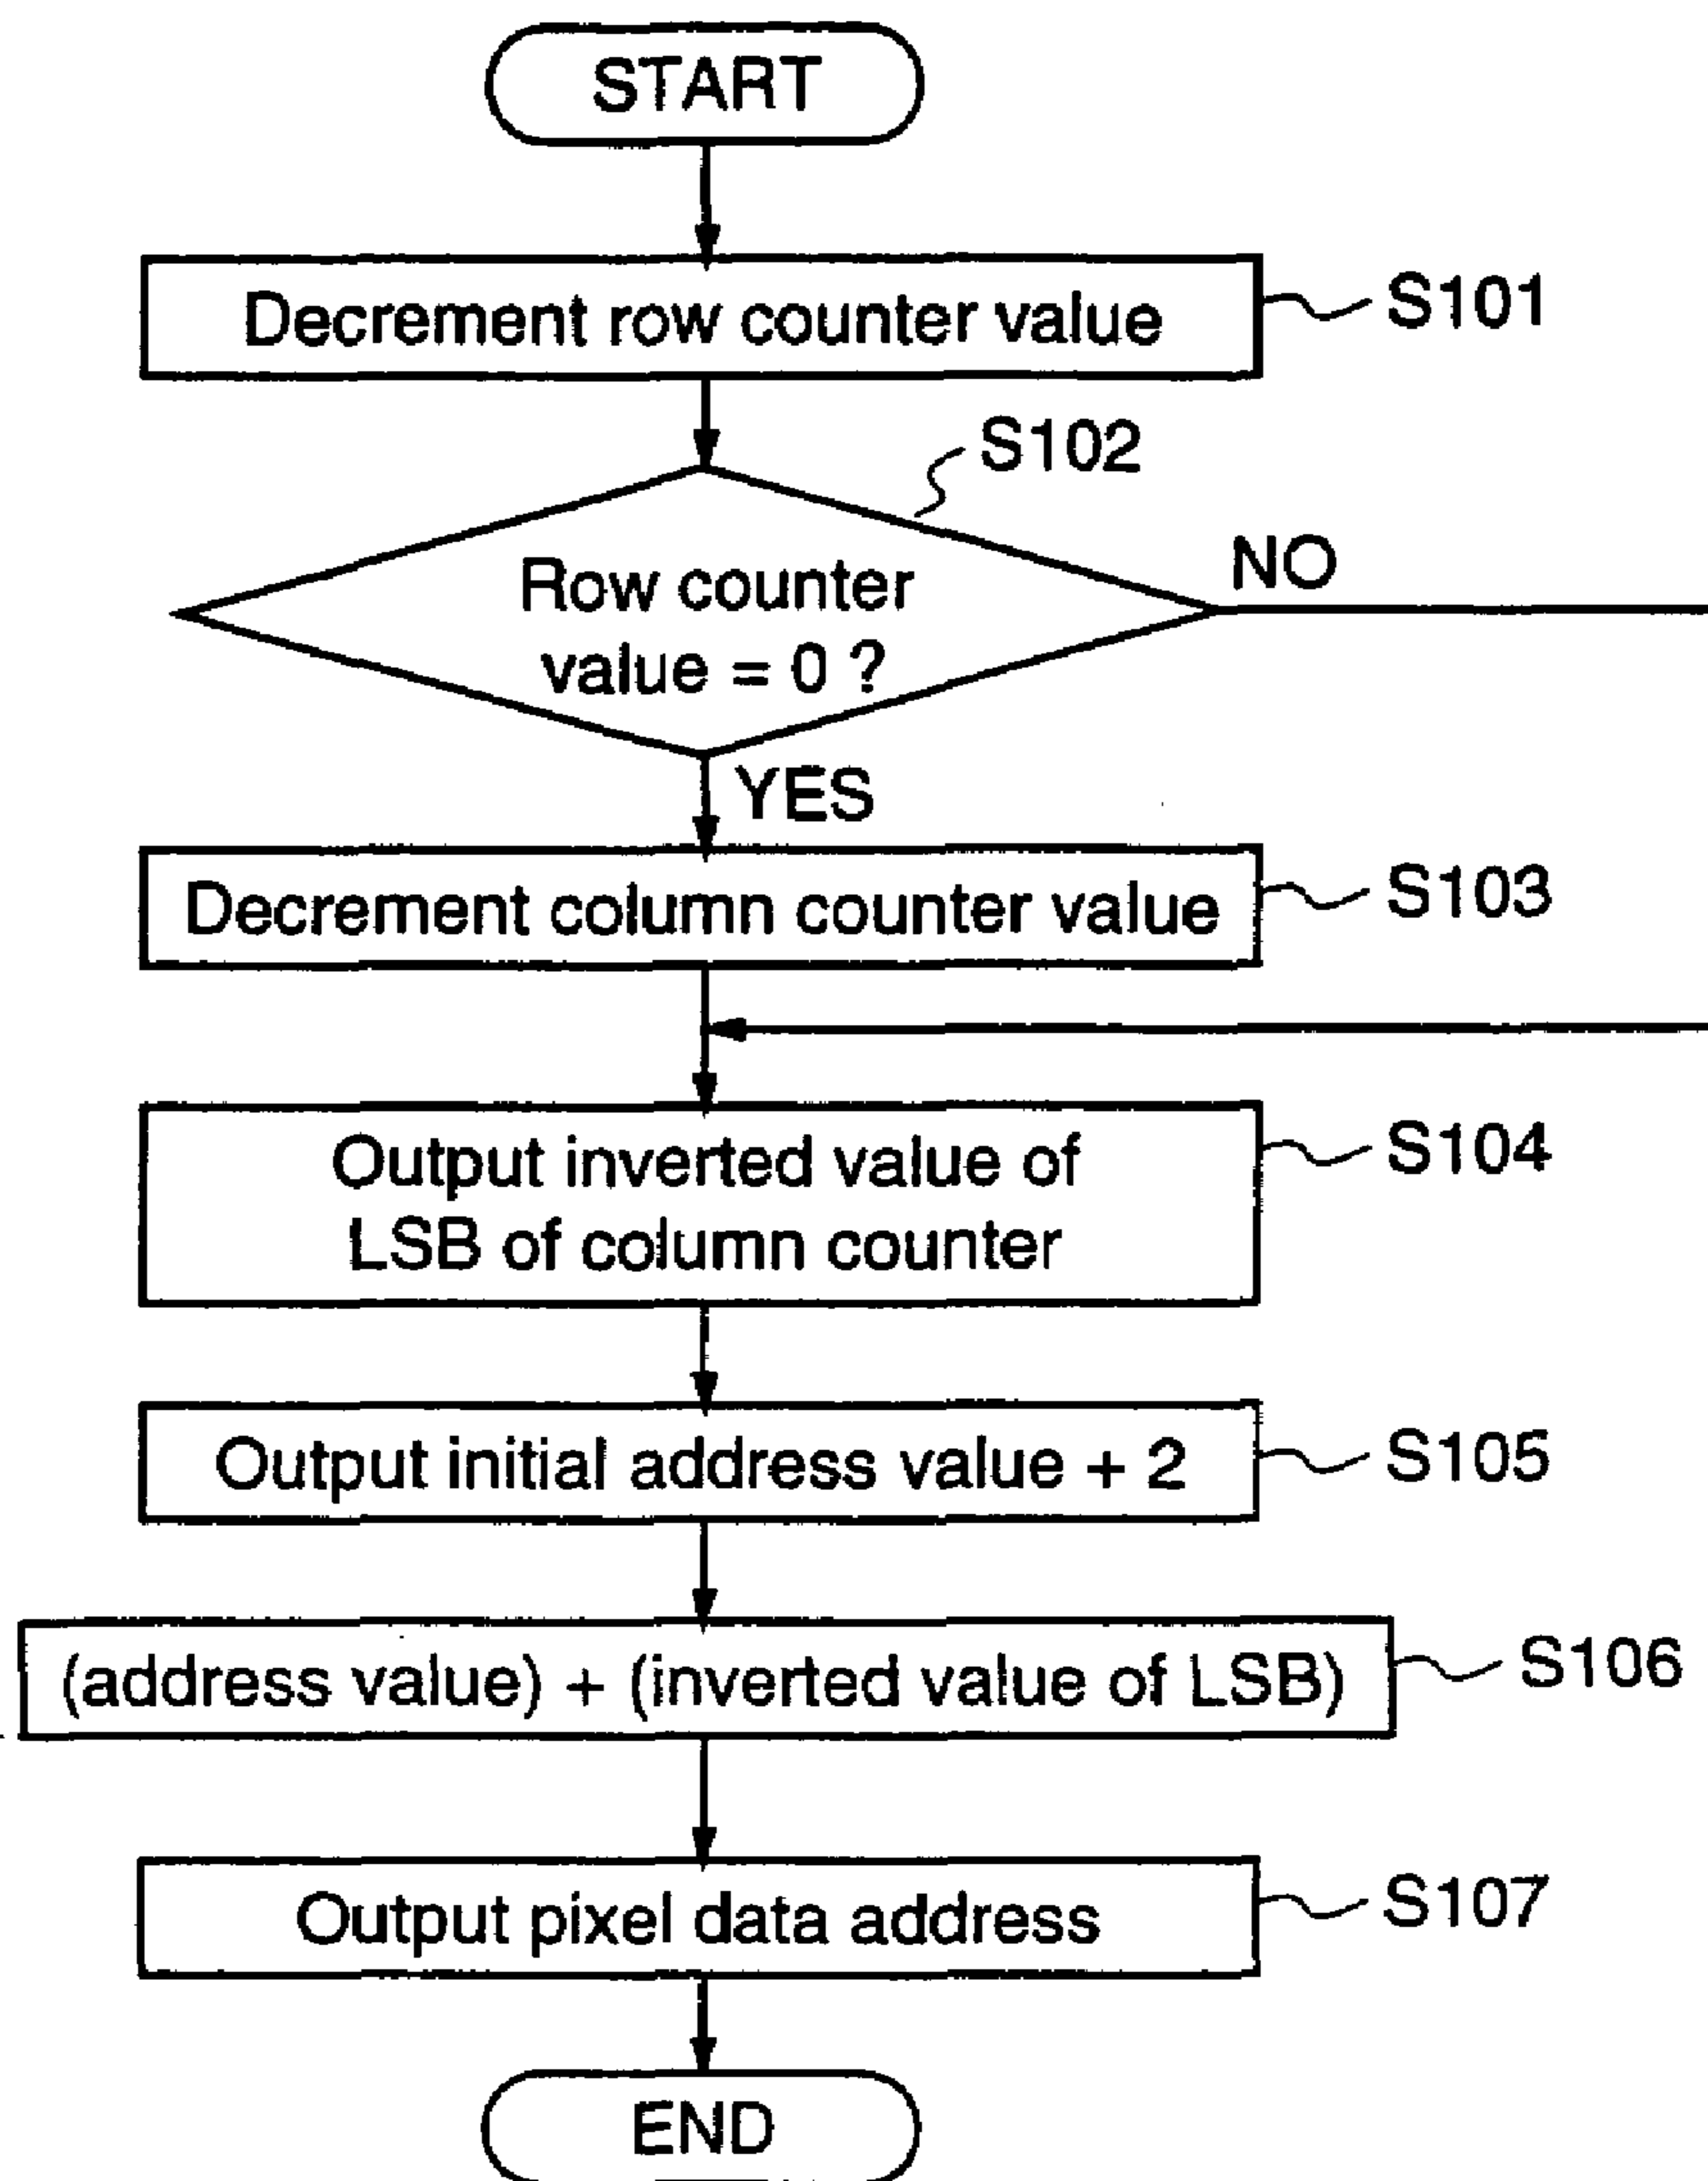 START
Decrement row counter value
S101
S102
Row counter
value = 0 ?
NO
YES
Decrement column counter value
S103
Output inverted value of
LSB of column counter
S104
Output initial address value + 2
S105
(address value) + (inverted value of LSB)
S106
Output pixel data address
S107
END